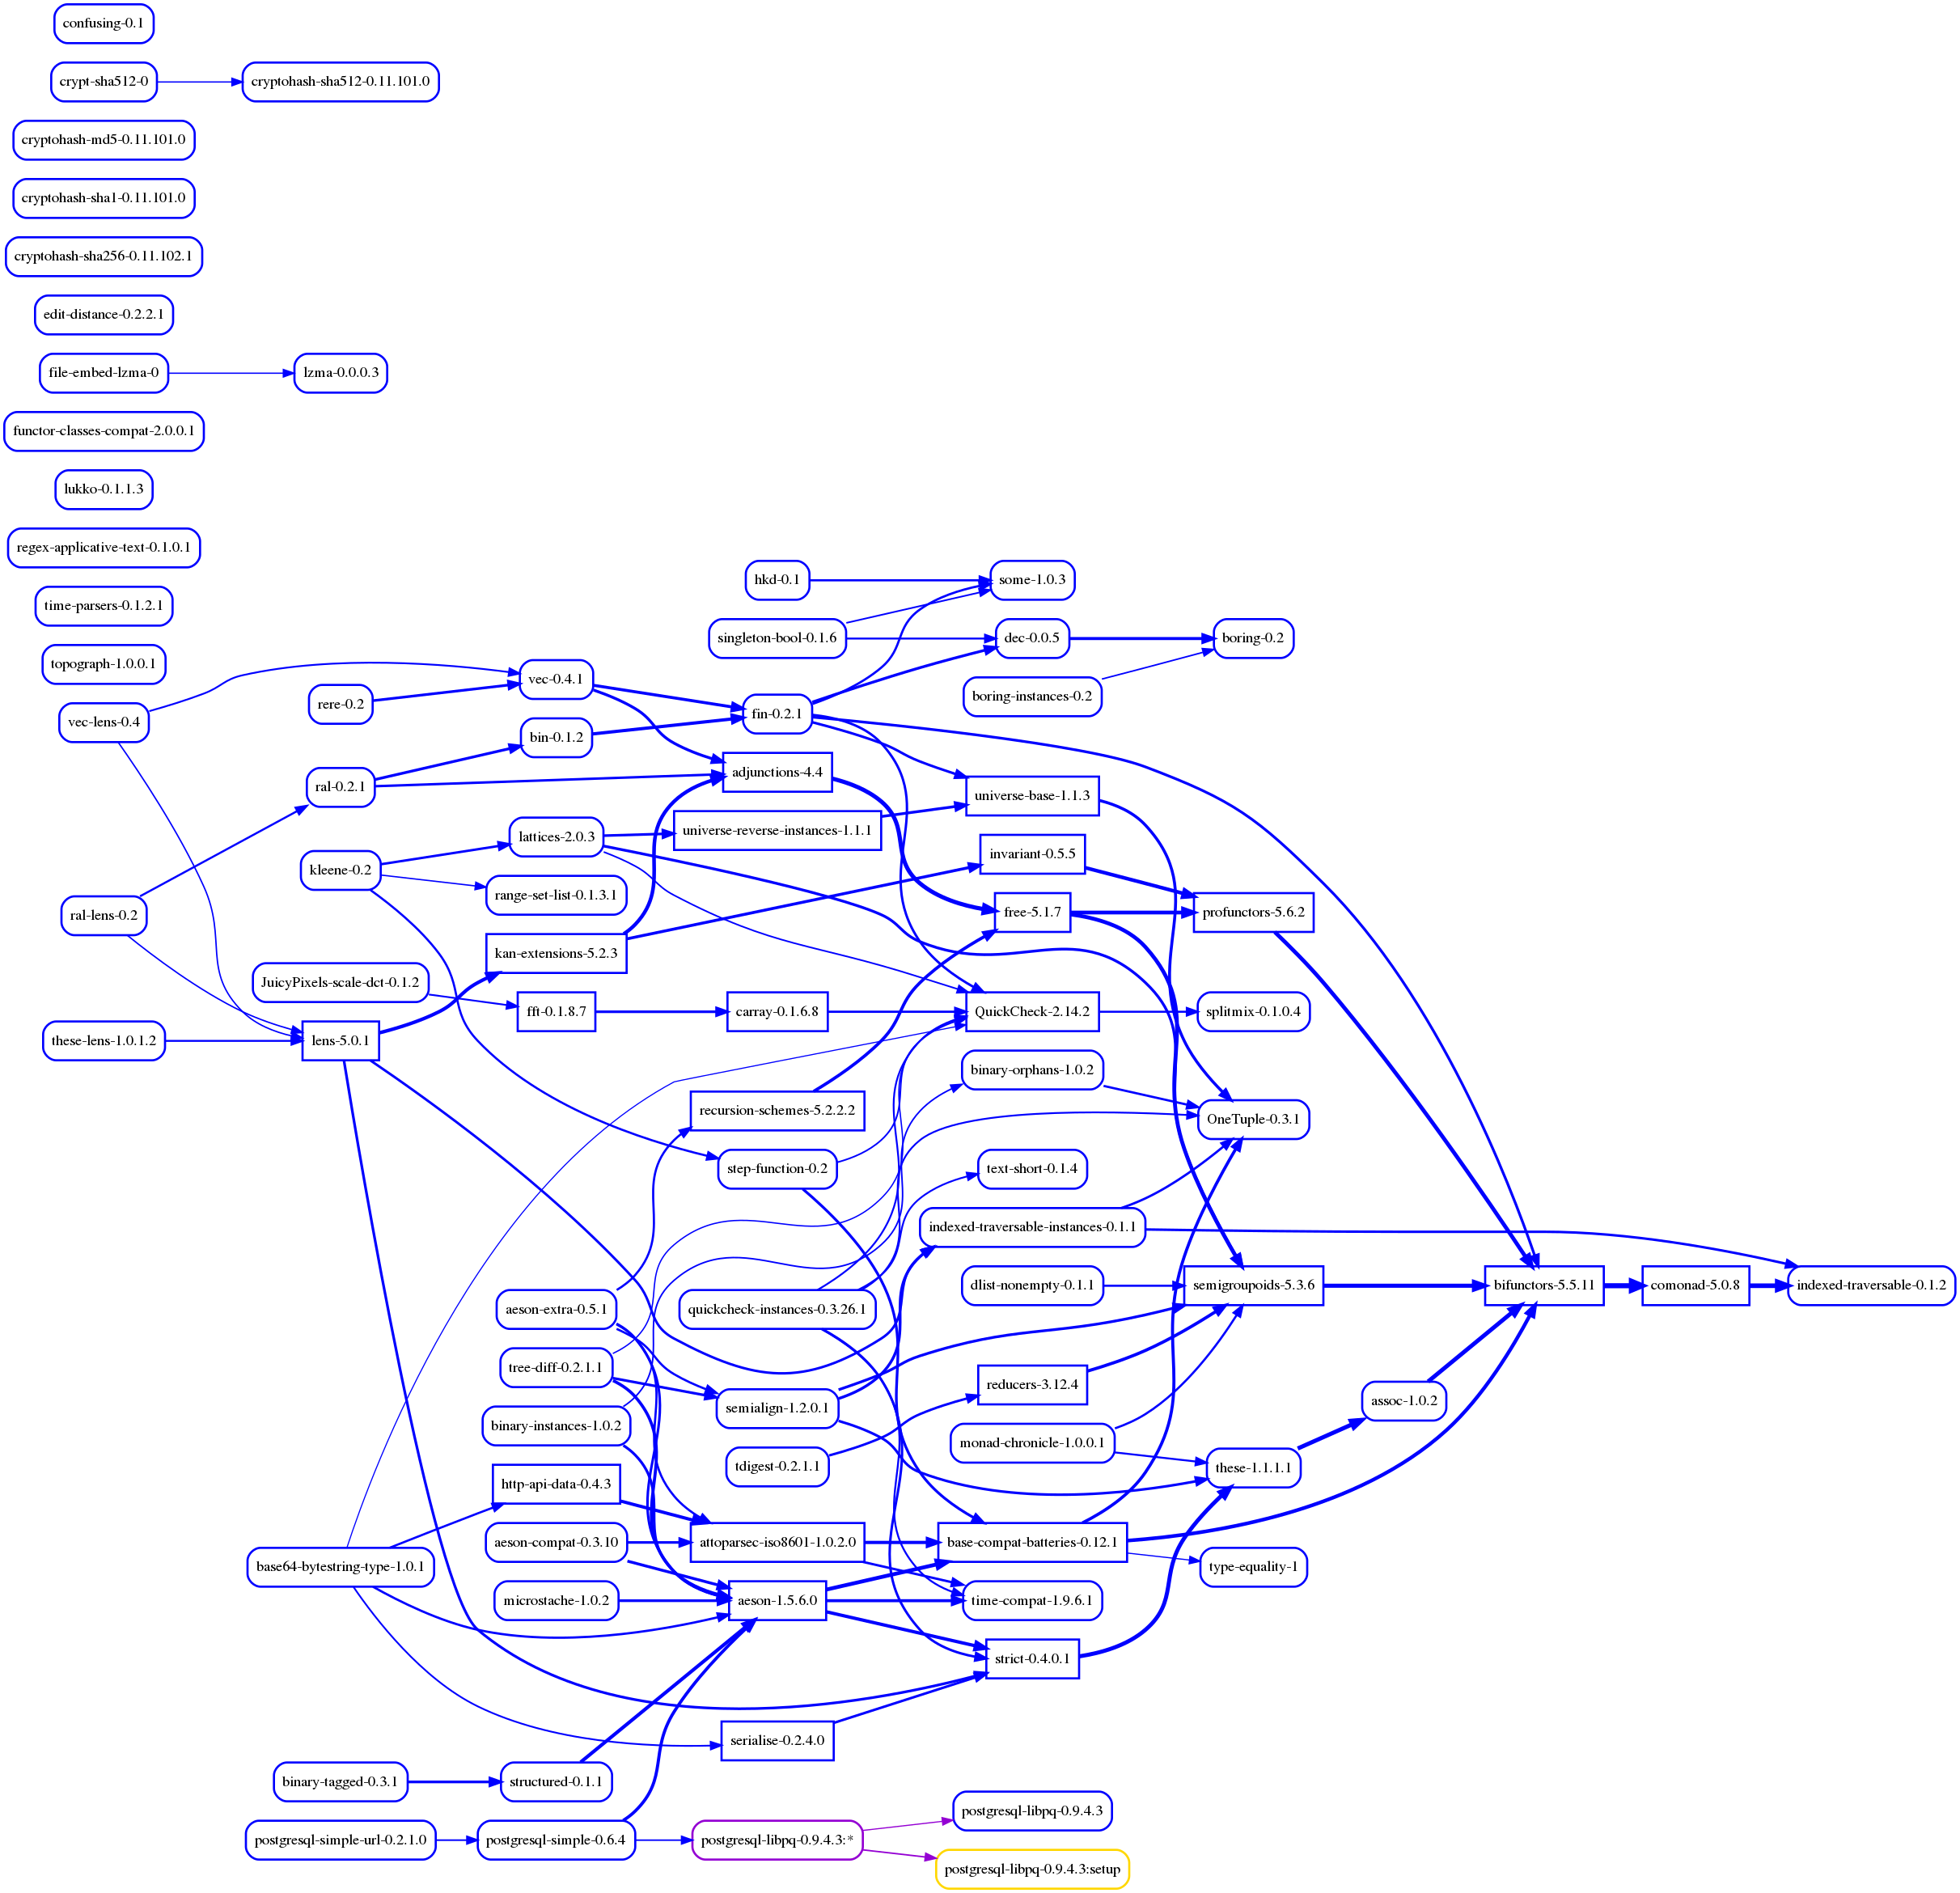 confusing-0.1
crypt-sha512-0
cryptohash-sha512-0.11.101.0
cryptohash-md5-0.11.101.0
cryptohash-sha1-0.11.101.0
cryptohash-sha256-0.11.102.1
edit-distance-0.2.2.1
file-embed-lzma-0
lzma-0.0.0.3
functor-classes-compat-2.0.0.1
lukko-0.1.1.3
regex-applicative-text-0.1.0.1
time-parsers-0.1.2.1
topograph-1.0.0.1
vec-lens-0.4
ral-lens-0.2
these-lens-1.0.1.2
rere-0.2
ral-0.2.1
kleene-0.2
JuicyPixels-scale-dct-0.1.2
lens-5.0.1
base64-bytestring-type-1.0.1
binary-tagged-0.3.1
postgresql-simple-url-0.2.1.0
vec-0.4.1
bin-0.1.2
lattices-2.0.3
range-set-list-0.1.3.1
kan-extensions-5.2.3
fft-0.1.8.7
aeson-extra-0.5.1
tree-diff-0.2.1.1
binary-instances-1.0.2
http-api-data-0.4.3
aeson-compat-0.3.10
microstache-1.0.2
structured-0.1.1
postgresql-simple-0.6.4
hkd-0.1
singleton-bool-0.1.6
fin-0.2.1
adjunctions-4.4
universe-reverse-instances-1.1.1
carray-0.1.6.8
recursion-schemes-5.2.2.2
step-function-0.2
quickcheck-instances-0.3.26.1
semialign-1.2.0.1
tdigest-0.2.1.1
attoparsec-iso8601-1.0.2.0
aeson-1.5.6.0
serialise-0.2.4.0
postgresql-libpq-0.9.4.3:*
some-1.0.3
dec-0.0.5
boring-instances-0.2
universe-base-1.1.3
invariant-0.5.5
free-5.1.7
QuickCheck-2.14.2
binary-orphans-1.0.2
text-short-0.1.4
indexed-traversable-instances-0.1.1
dlist-nonempty-0.1.1
reducers-3.12.4
monad-chronicle-1.0.0.1
base-compat-batteries-0.12.1
time-compat-1.9.6.1
strict-0.4.0.1
postgresql-libpq-0.9.4.3
postgresql-libpq-0.9.4.3:setup
boring-0.2
profunctors-5.6.2
splitmix-0.1.0.4
OneTuple-0.3.1
semigroupoids-5.3.6
these-1.1.1.1
type-equality-1
assoc-1.0.2
bifunctors-5.5.11
comonad-5.0.8
indexed-traversable-0.1.2